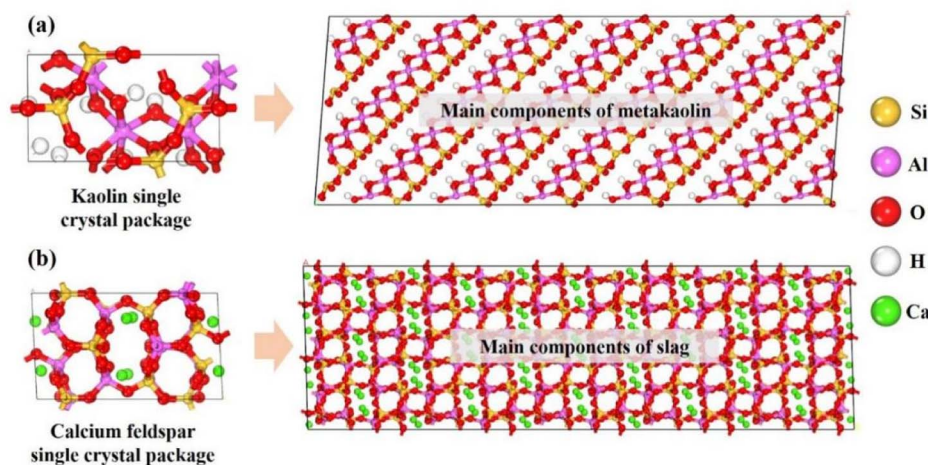 (a)
Main components of metakaolin
Kaolin single
crystal package
(b)
Main components of slag
Calcium feldspar
single crystal package
Si
Al
O
H
Ca